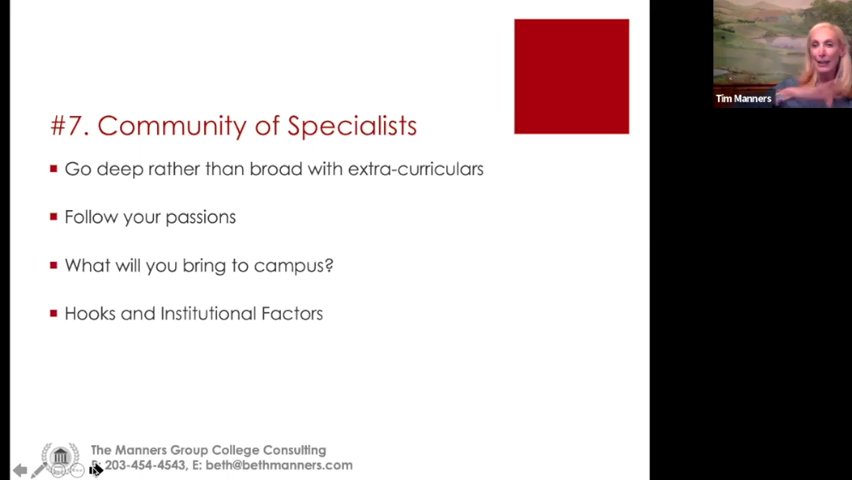 #7. Community of Specialists
Go deep rather than broad with extra-curriculars
Follow your passions
What will you bring to campus?
Hooks and Institutional Factors
The Manners Group College Consulting
203-454-4543, E: beth@bethmanners.com
Tim Manners